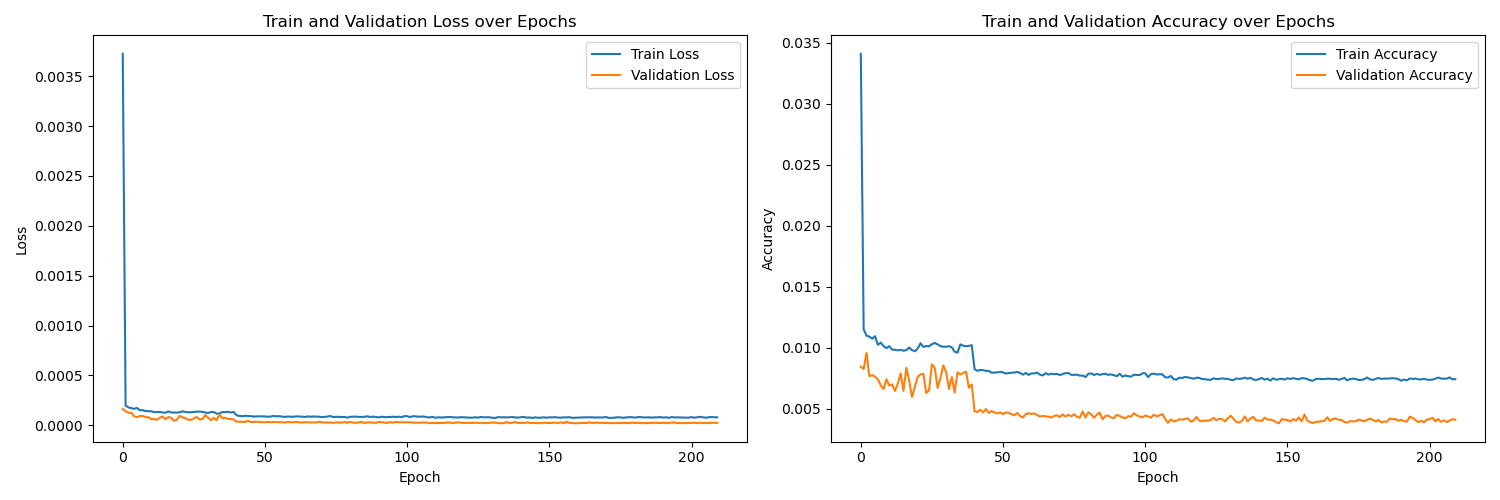 Train and Validation Loss over Epochs
Train Loss
Validation Loss
0.0035
0.0030
0.0025
0.0020
0.0015
0.0010
0.0005
0.0000
Loss
0
50
100
150
200
Epoch
Train and Validation Accuracy over Epochs
Train Accuracy
Validation Accuracy
0.035
0.030
0.025
0.020
0.015
0.010
0.005
Accuracy
0
50
100
150
200
Epoch